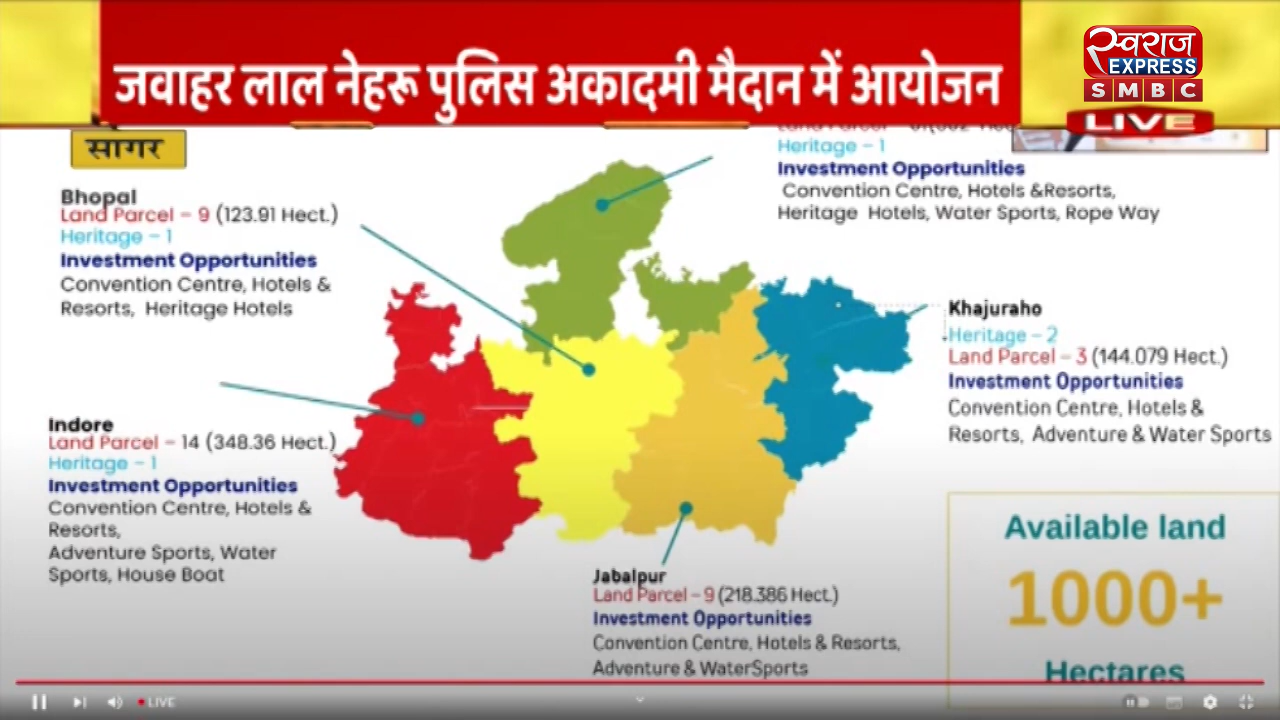 जवाहर लाल नेहरू पुलिस अकादमी मैदान में आयोजन
स्वराज
EXPRESS
SMBC
LIVE
सागर
Heritage - 1
Investment Opportunities
Convention Centre, Hotels &Resorts,
Heritage Hotels, Water Sports, Rope Way
Bhopal
Land Parcel - 9 (123.91 Hect.)
Heritage - 1
Investment Opportunities
Convention Centre, Hotels &
Resorts, Heritage Hotels
Khajuraho
Heritage - 2
Land Parcel - 3 (144.079 Hect.)
Investment Opportunities
Convention Centre, Hotels &
Resorts, Adventure & Water Sports
Indore
Land Parcel - 14 (348.36 Hect.)
Heritage - 1
Investment Opportunities
Convention Centre, Hotels &
Resorts,
Adventure Sports, Water
Sports, House Boat
Jabalpur
Land Parcel - 9 (218.386 Hect.)
Investment Opportunities
Convention Centre, Hotels & Resorts,
Adventure & WaterSports
Available land
1000+
Hectares
LIVE